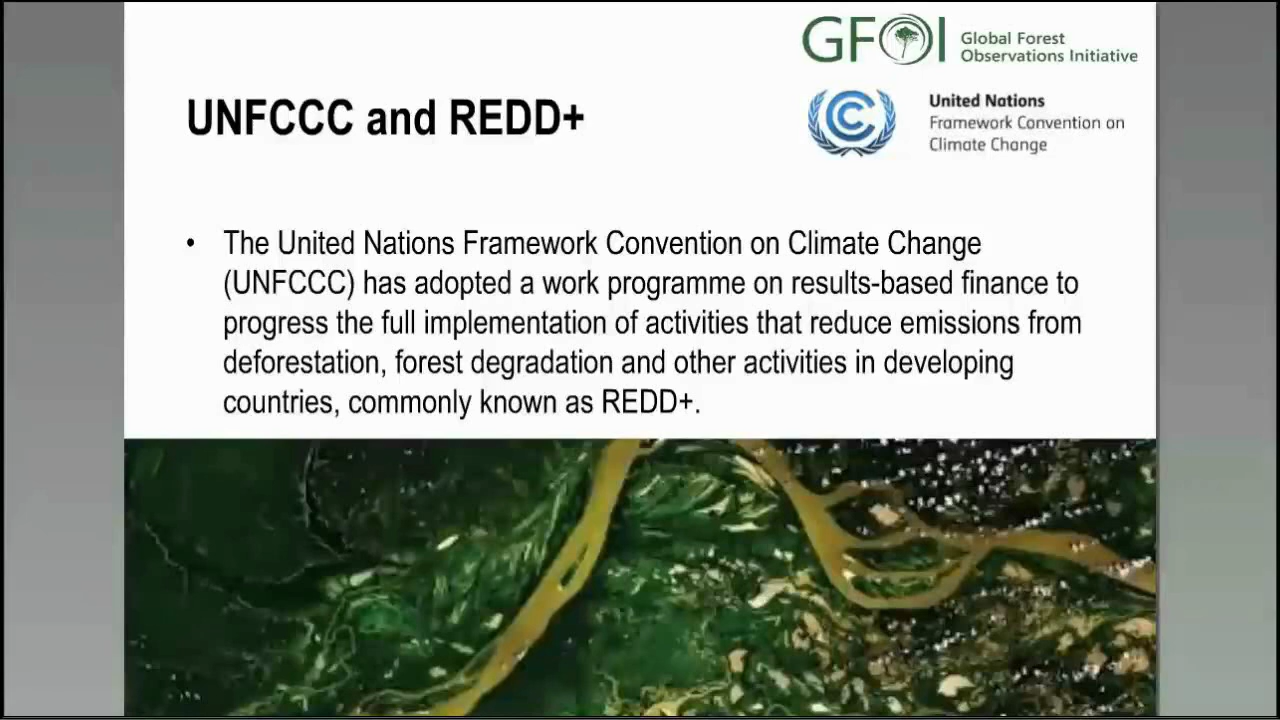 GFOI Global Forest
Observations Initiative
UNFCCC and REDD+
United Nations
Framework Convention on
Climate Change
• The United Nations Framework Convention on Climate Change
(UNFCCC) has adopted a work programme on results-based finance to
progress the full implementation of activities that reduce emissions from
deforestation, forest degradation and other activities in developing
countries, commonly known as REDD+.